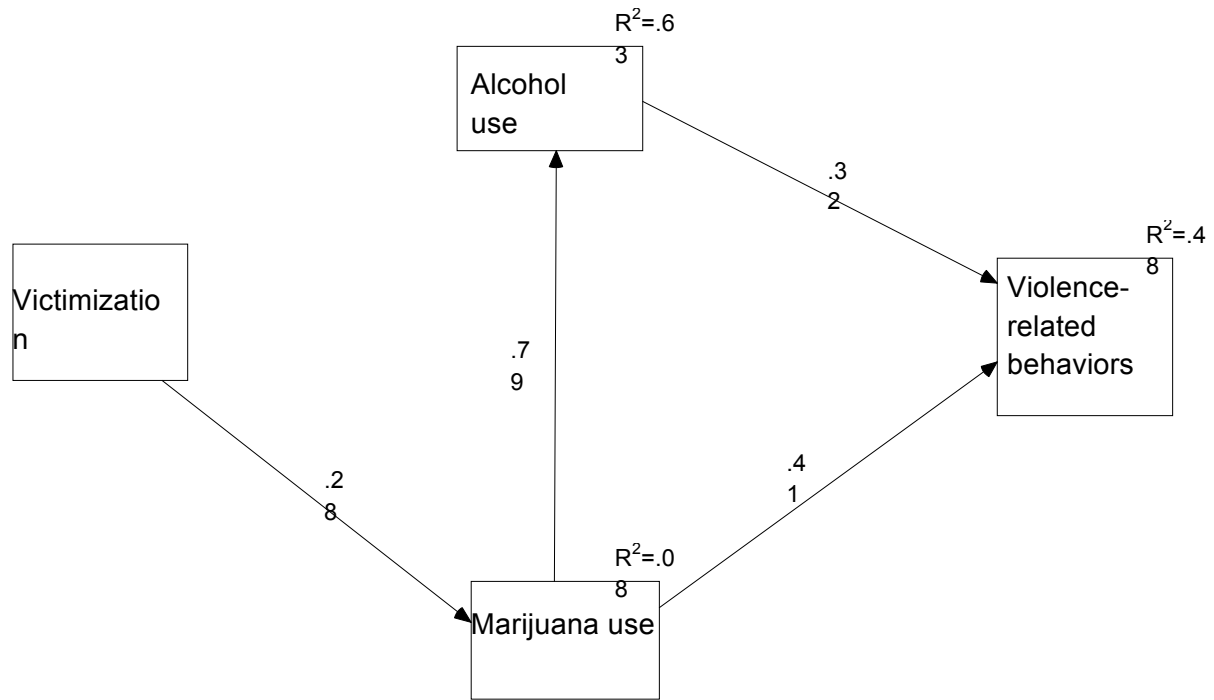 R²=.6
3
Alcohol
use
.3
2
R²=.4
8
Violence-
related
behaviors
Victimizatio
n
.7
9
.2
8
.4
1
R²=.0
8
Marijuana use